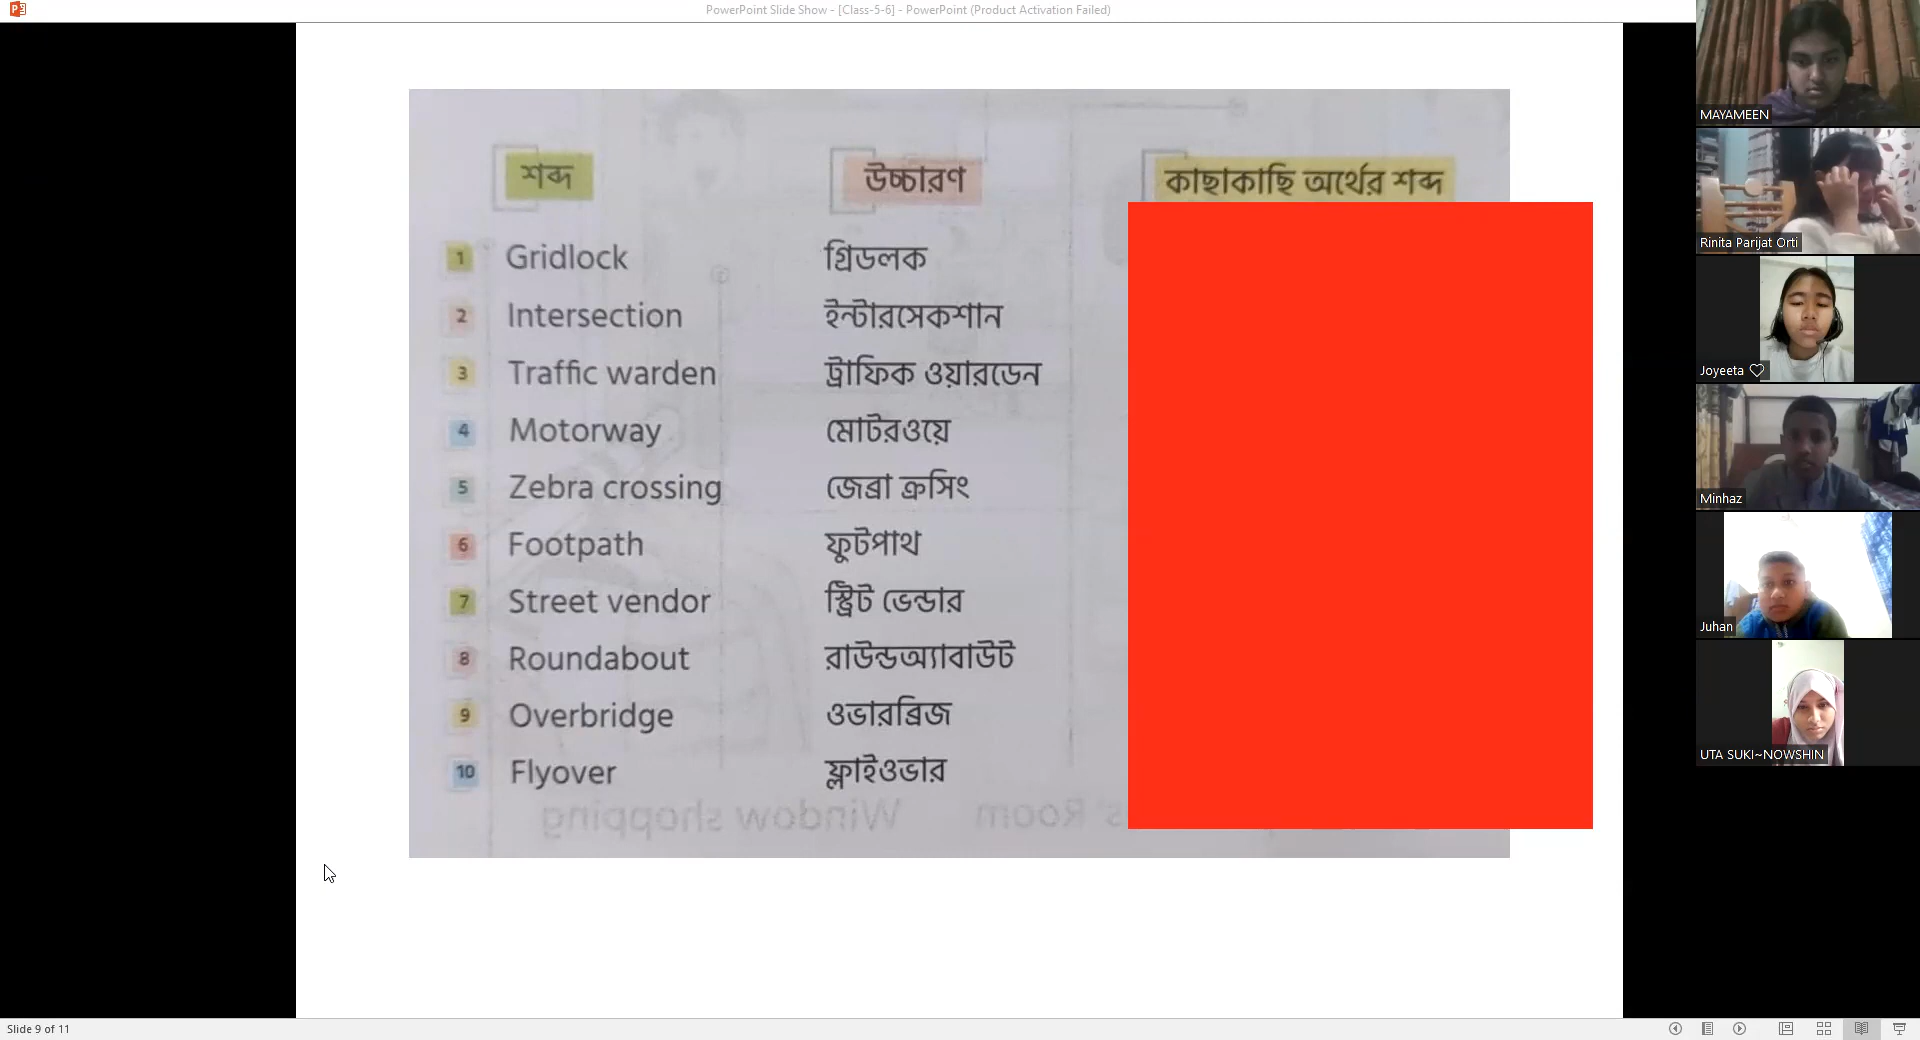 PowerPoint Slide Show - [Class-5-6] - PowerPoint (Product Activation Failed)
শব্দ উচ্চারণ কাছাকাছি অর্থের শব্দ
1 Gridlock গ্রিডলক
2 Intersection ইন্টারসেকশান
3 Traffic warden ট্রাফিক ওয়ারডেন
4 Motorway মোটরওয়ে
5 Zebra crossing জেব্রা ক্রসিং
6 Footpath ফুটপাথ
7 Street vendor স্ট্রিট ভেন্ডার
8 Roundabout রাউন্ডঅ্যাবাউট
9 Overbridge ওভারব্রিজ
10 Flyover ফ্লাইওভার
Window shopping s' Room
MAYAMEEN
Rinita Parijat Orti
Joyeeta ♡
Minhaz
Juhan
UTA SUKI~NOWSHIN
Slide 9 of 11